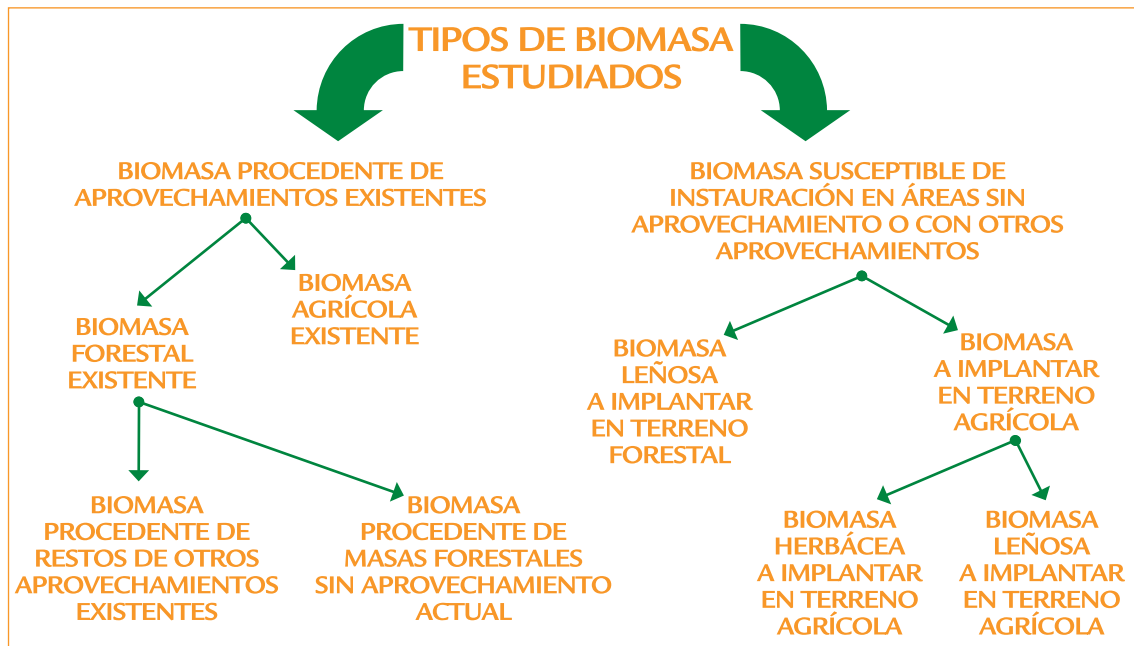 TIPOS DE BIOMASA
ESTUDIADOS
BIOMASA PROCEDENTE DE
APROVECHAMIENTOS EXISTENTES
BIOMASA SUSCEPTIBLE DE
INSTAURACIÓN EN ÁREAS SIN
APROVECHAMIENTO O CON OTROS
APROVECHAMIENTOS
BIOMASA
FORESTAL
EXISTENTE
BIOMASA
AGRÍCOLA
EXISTENTE
BIOMASA
LEÑOSA
A IMPLANTAR
EN TERRENO
FORESTAL
BIOMASA
A IMPLANTAR
EN TERRENO
AGRÍCOLA
BIOMASA
PROCEDENTE DE
RESTOS DE OTROS
APROVECHAMIENTOS
EXISTENTES
BIOMASA
PROCEDENTE DE
MASAS FORESTALES
SIN APROVECHAMIENTO
ACTUAL
BIOMASA
HERBÁCEA
A IMPLANTAR
EN TERRENO
AGRÍCOLA
BIOMASA
LEÑOSA
A IMPLANTAR
EN TERRENO
AGRÍCOLA